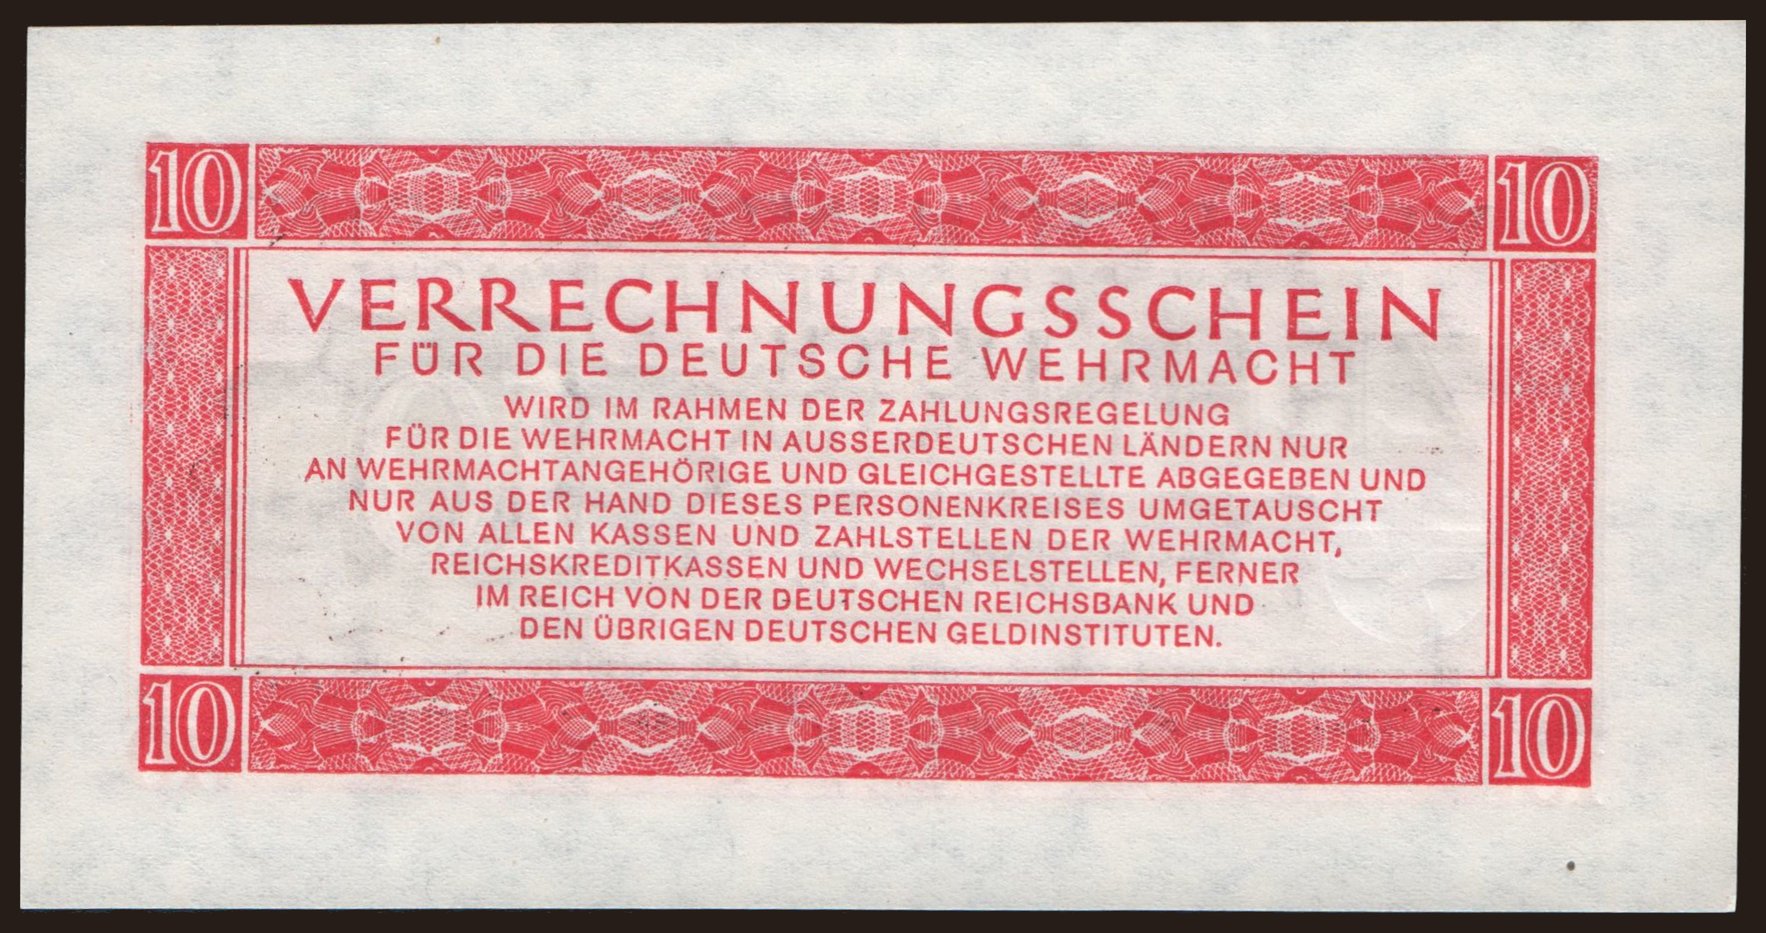 10 10
VERRECHNUNGSSCHEIN
FÜR DIE DEUTSCHE WEHRMACHT
WIRD IM RAHMEN DER ZAHLUNGSREGELUNG
FÜR DIE WEHRMACHT IN AUSSERDEUTSCHEN LÄNDERN NUR
AN WEHRMACHTANGEHÖRIGE UND GLEICHGESTELLTE ABGEGEBEN UND
NUR AUS DER HAND DIESES PERSONENKREISES UMGETAUSCHT
VON ALLEN KASSEN UND ZAHLSTELLEN DER WEHRMACHT,
REICHSKREDITKASSEN UND WECHSELSTELLEN, FERNER
IM REICH VON DER DEUTSCHEN REICHSBANK UND
DEN ÜBRIGEN DEUTSCHEN GELDINSTITUTEN.
10 10